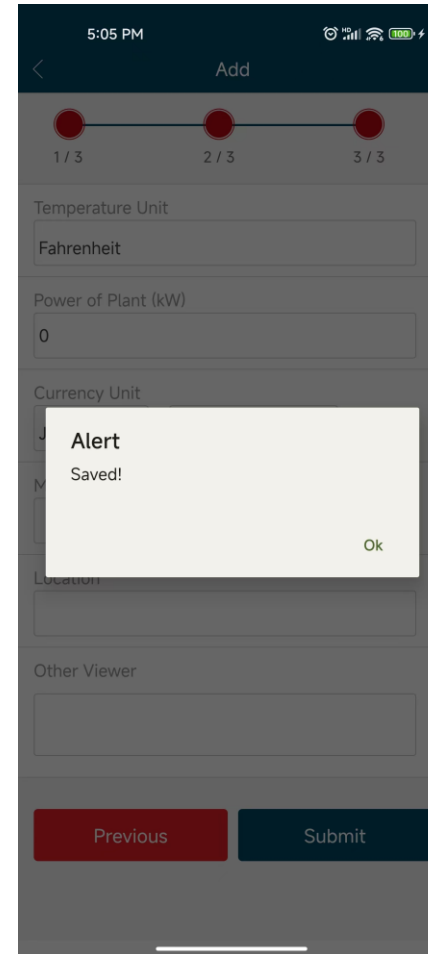 5:05 PM
100
Add
1 / 3
2 / 3
3 / 3
Temperature Unit
Fahrenheit
Power of Plant (kW)
0
Currency Unit
Alert
Saved!
Ok
Location
Other Viewer
Previous
Submit